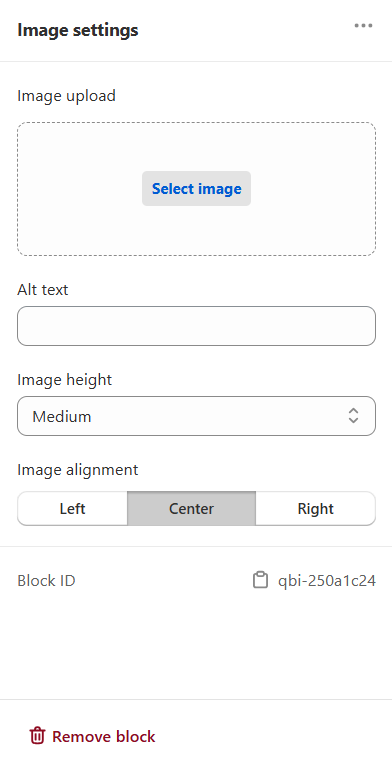 Image settings
Image upload
Select image
Alt text
Image height
Medium
Image alignment
Left Center Right
Block ID qbi-250a1c24
Remove block